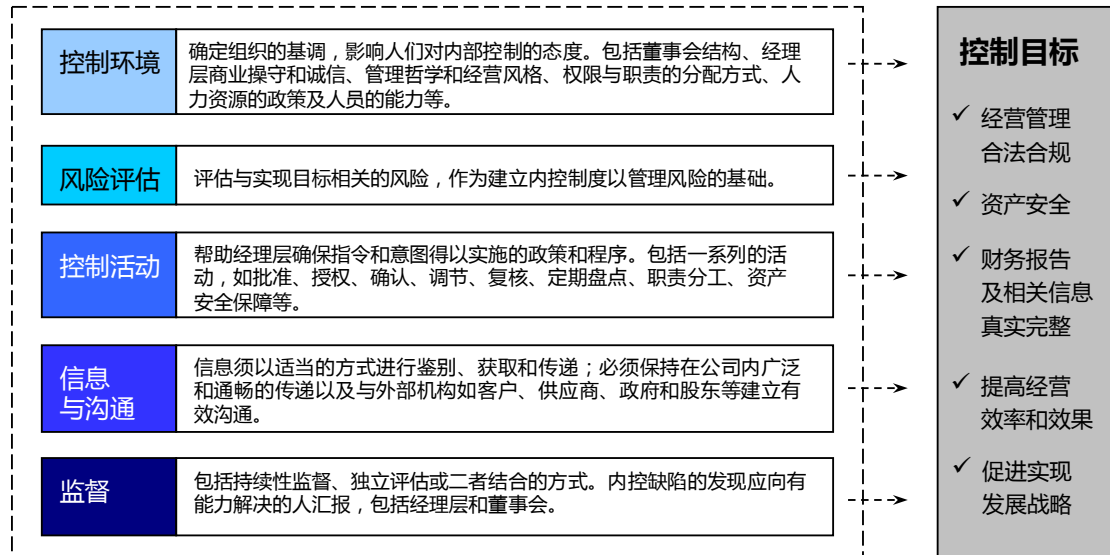 控制环境
确定组织的基调，影响人们对内部控制的态度。包括董事会结构、经理
层商业操守和诚信、管理哲学和经营风格、权限与职责的分配方式、人
力资源的政策及人员的能力等。
风险评估
评估与实现目标相关的风险，作为建立内控制度以管理风险的基础。
控制活动
帮助经理层确保指令和意图得以实施的政策和程序。包括一系列的活
动，如批准、授权、确认、调节、复核、定期盘点、职责分工、资产
安全保障等。
信息
与沟通
信息须以适当的方式进行鉴别、获取和传递；必须保持在公司内广泛
和通畅的传递以及与外部机构如客户、供应商、政府和股东等建立有
效沟通。
监督
包括持续性监督、独立评估或二者结合的方式。内控缺陷的发现应向有
能力解决的人汇报，包括经理层和董事会。
控制目标
✓ 经营管理
合法合规
✓ 资产安全
✓ 财务报告
及相关信息
真实完整
✓ 提高经营
效率和效果
✓ 促进实现
发展战略